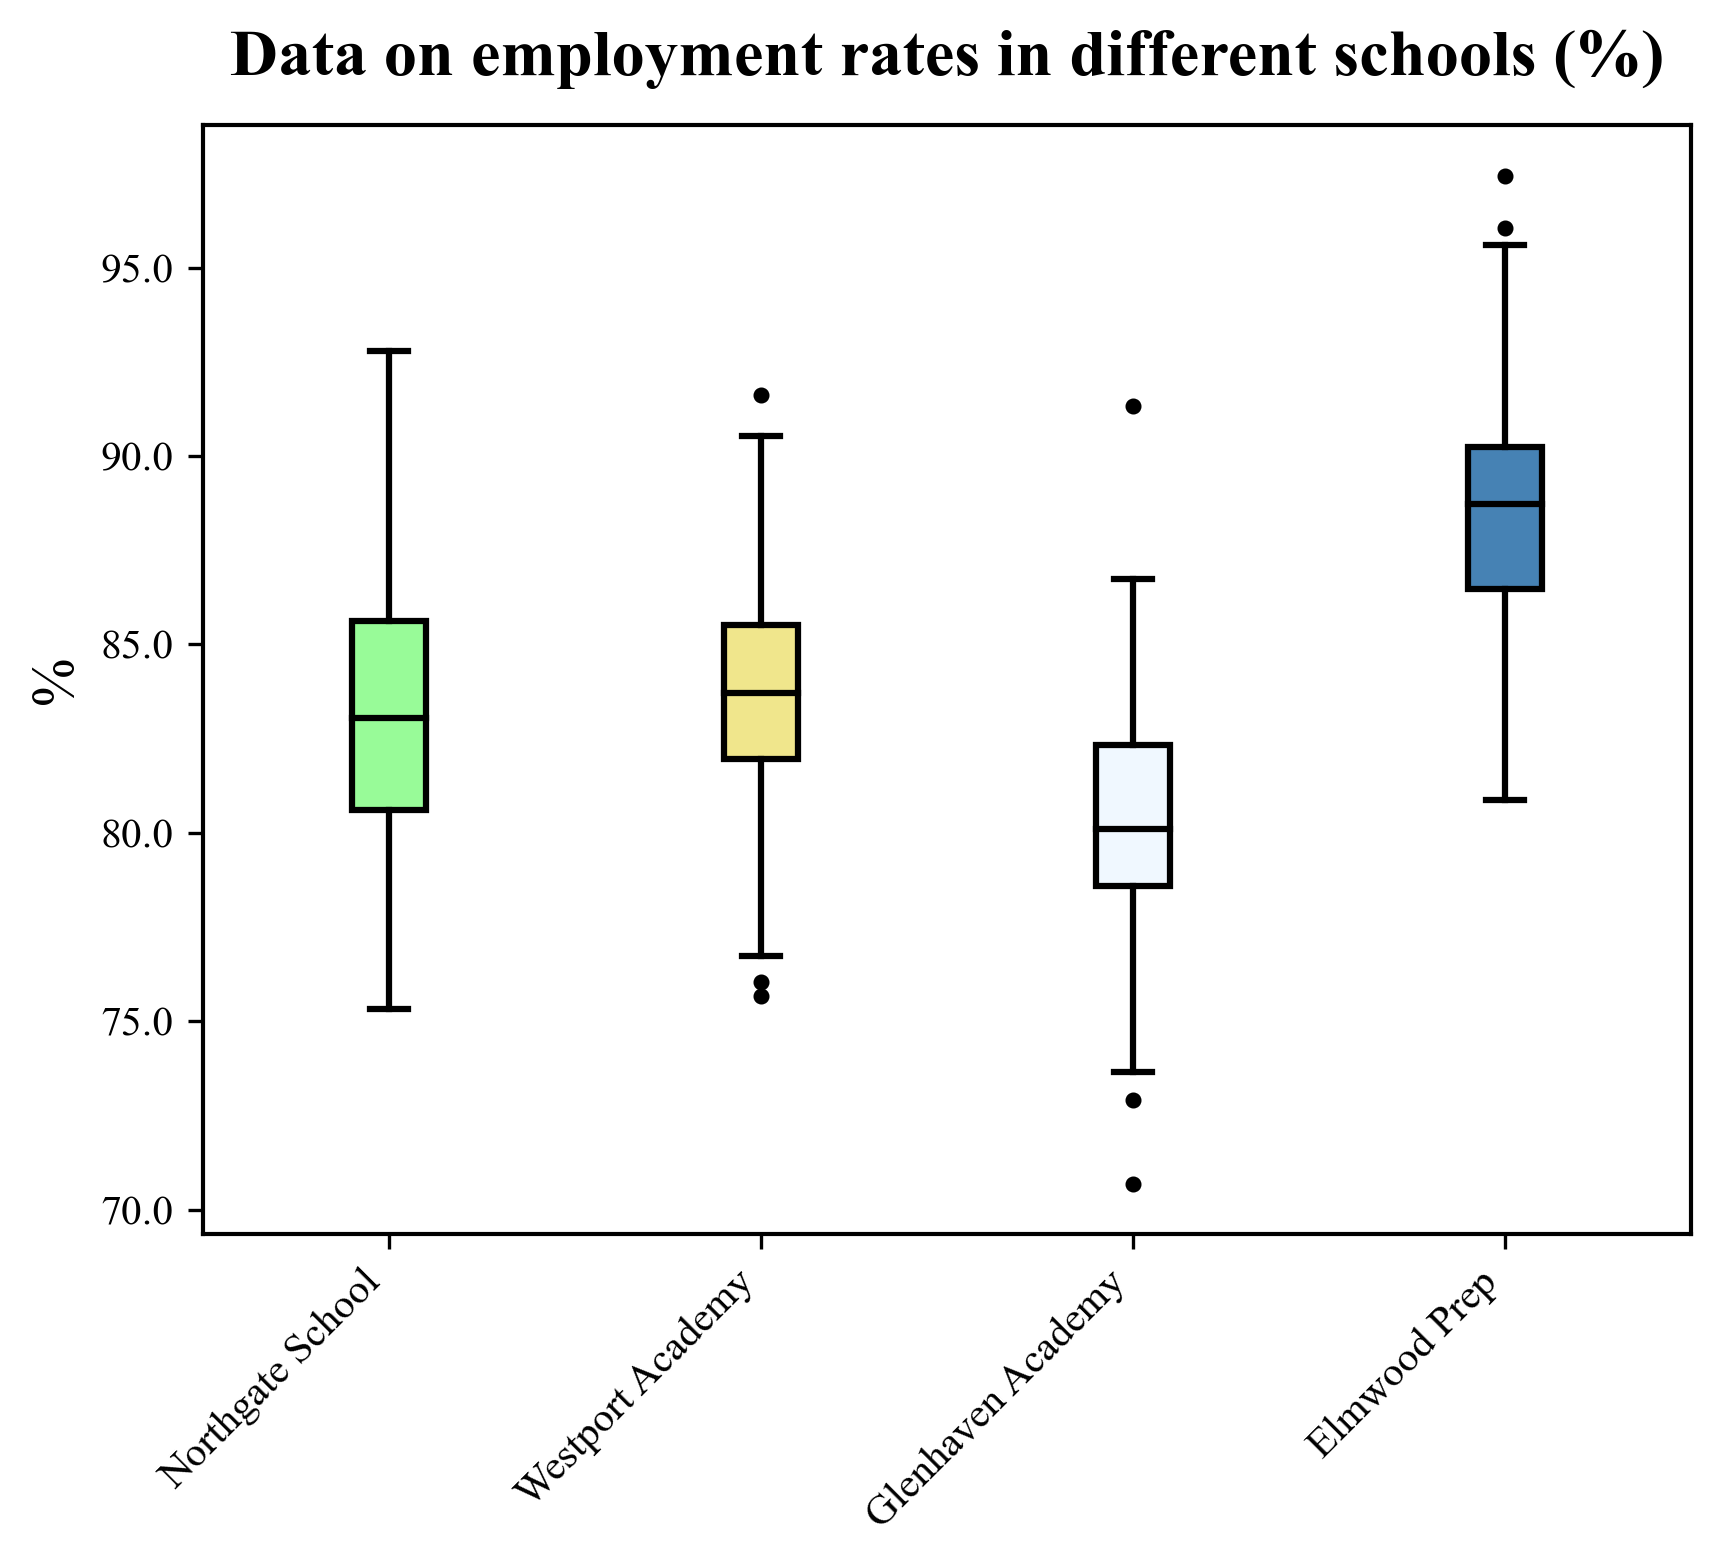 Data on employment rates in different schools (%)
%
95.0
90.0
85.0
80.0
75.0
70.0
Northgate School
Westport Academy
Glenhaven Academy
Elmwood Prep